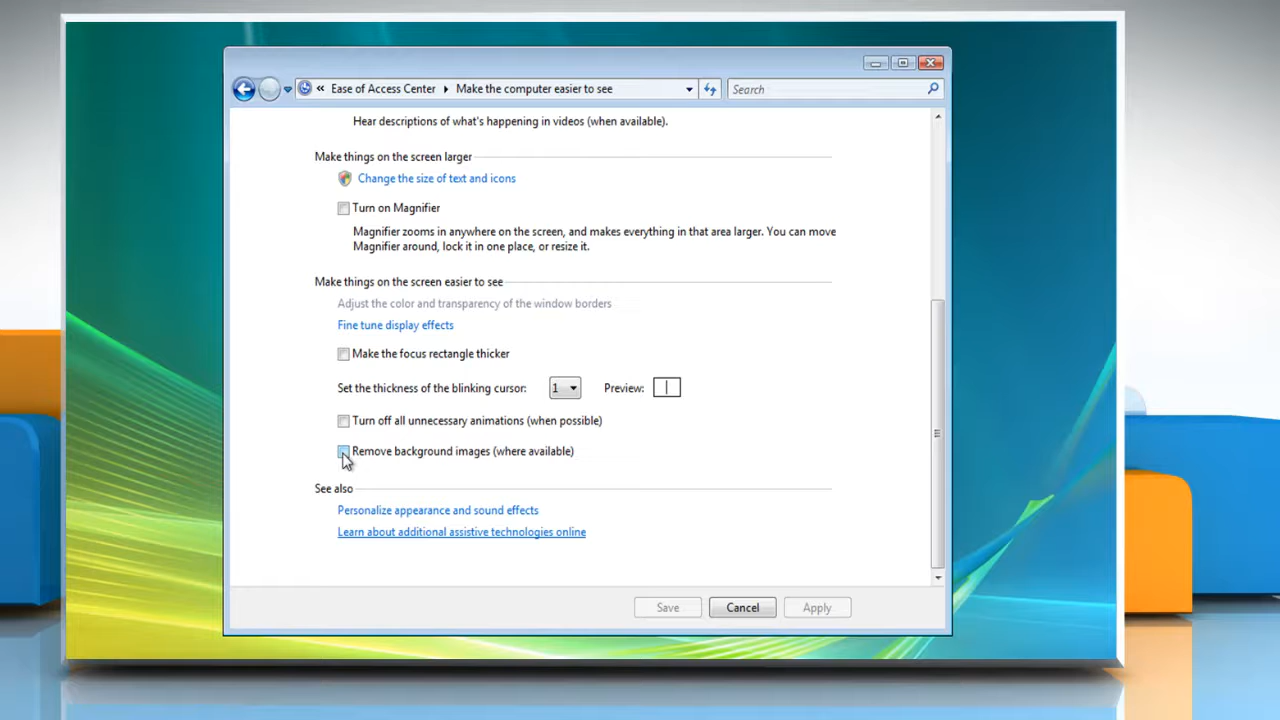 « Ease of Access Center ▸ Make the computer easier to see
Search
Hear descriptions of what's happening in videos (when available).
Make things on the screen larger
Change the size of text and icons
Turn on Magnifier
Magnifier zooms in anywhere on the screen, and makes everything in that area larger. You can move
Magnifier around, lock it in one place, or resize it.
Make things on the screen easier to see
Adjust the color and transparency of the window borders
Fine tune display effects
Make the focus rectangle thicker
Set the thickness of the blinking cursor: 1 Preview:
Turn off all unnecessary animations (when possible)
Remove background images (where available)
See also
Personalize appearance and sound effects
Learn about additional assistive technologies online
Save Cancel Apply